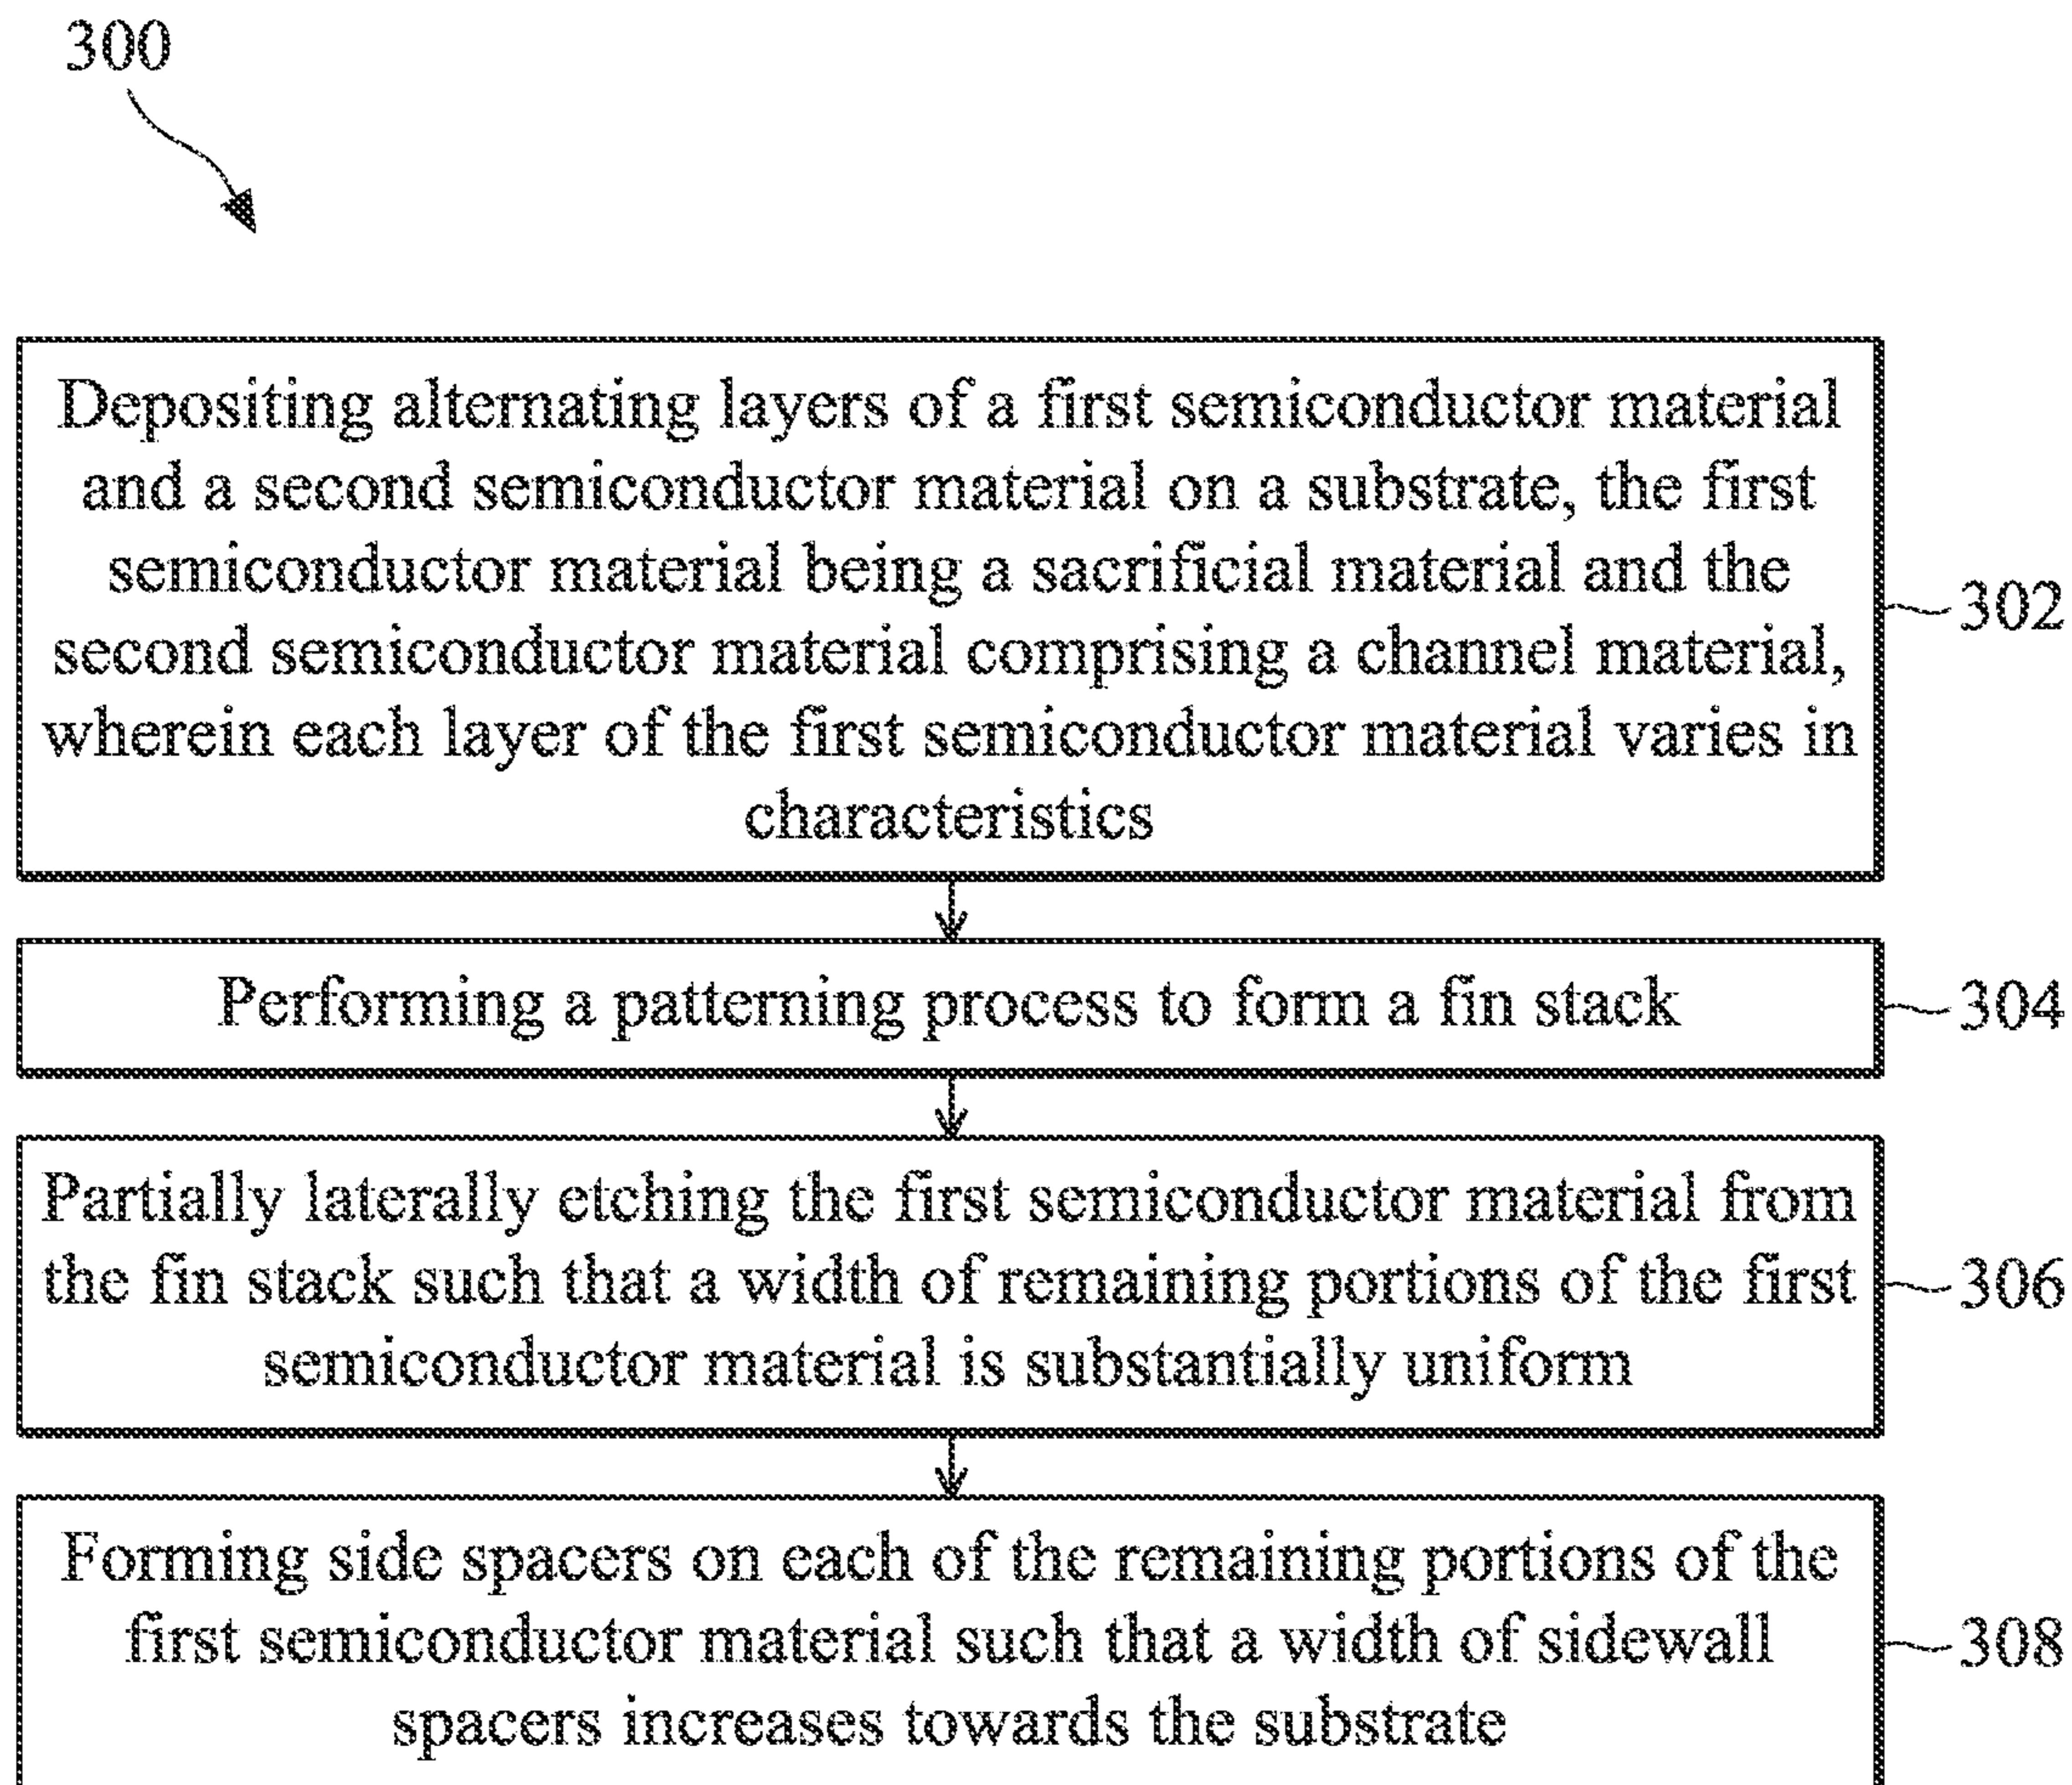 300
Depositing alternating layers of a first semiconductor material
and a second semiconductor material on a substrate, the first
semiconductor material being a sacrificial material and the
second semiconductor material comprising a channel material,
wherein each layer of the first semiconductor material varies in
characteristics
302
Performing a patterning process to form a fin stack
304
Partially laterally etching the first semiconductor material from
the fin stack such that a width of remaining portions of the first
semiconductor material is substantially uniform
306
Forming side spacers on each of the remaining portions of the
first semiconductor material such that a width of sidewall
spacers increases towards the substrate
308